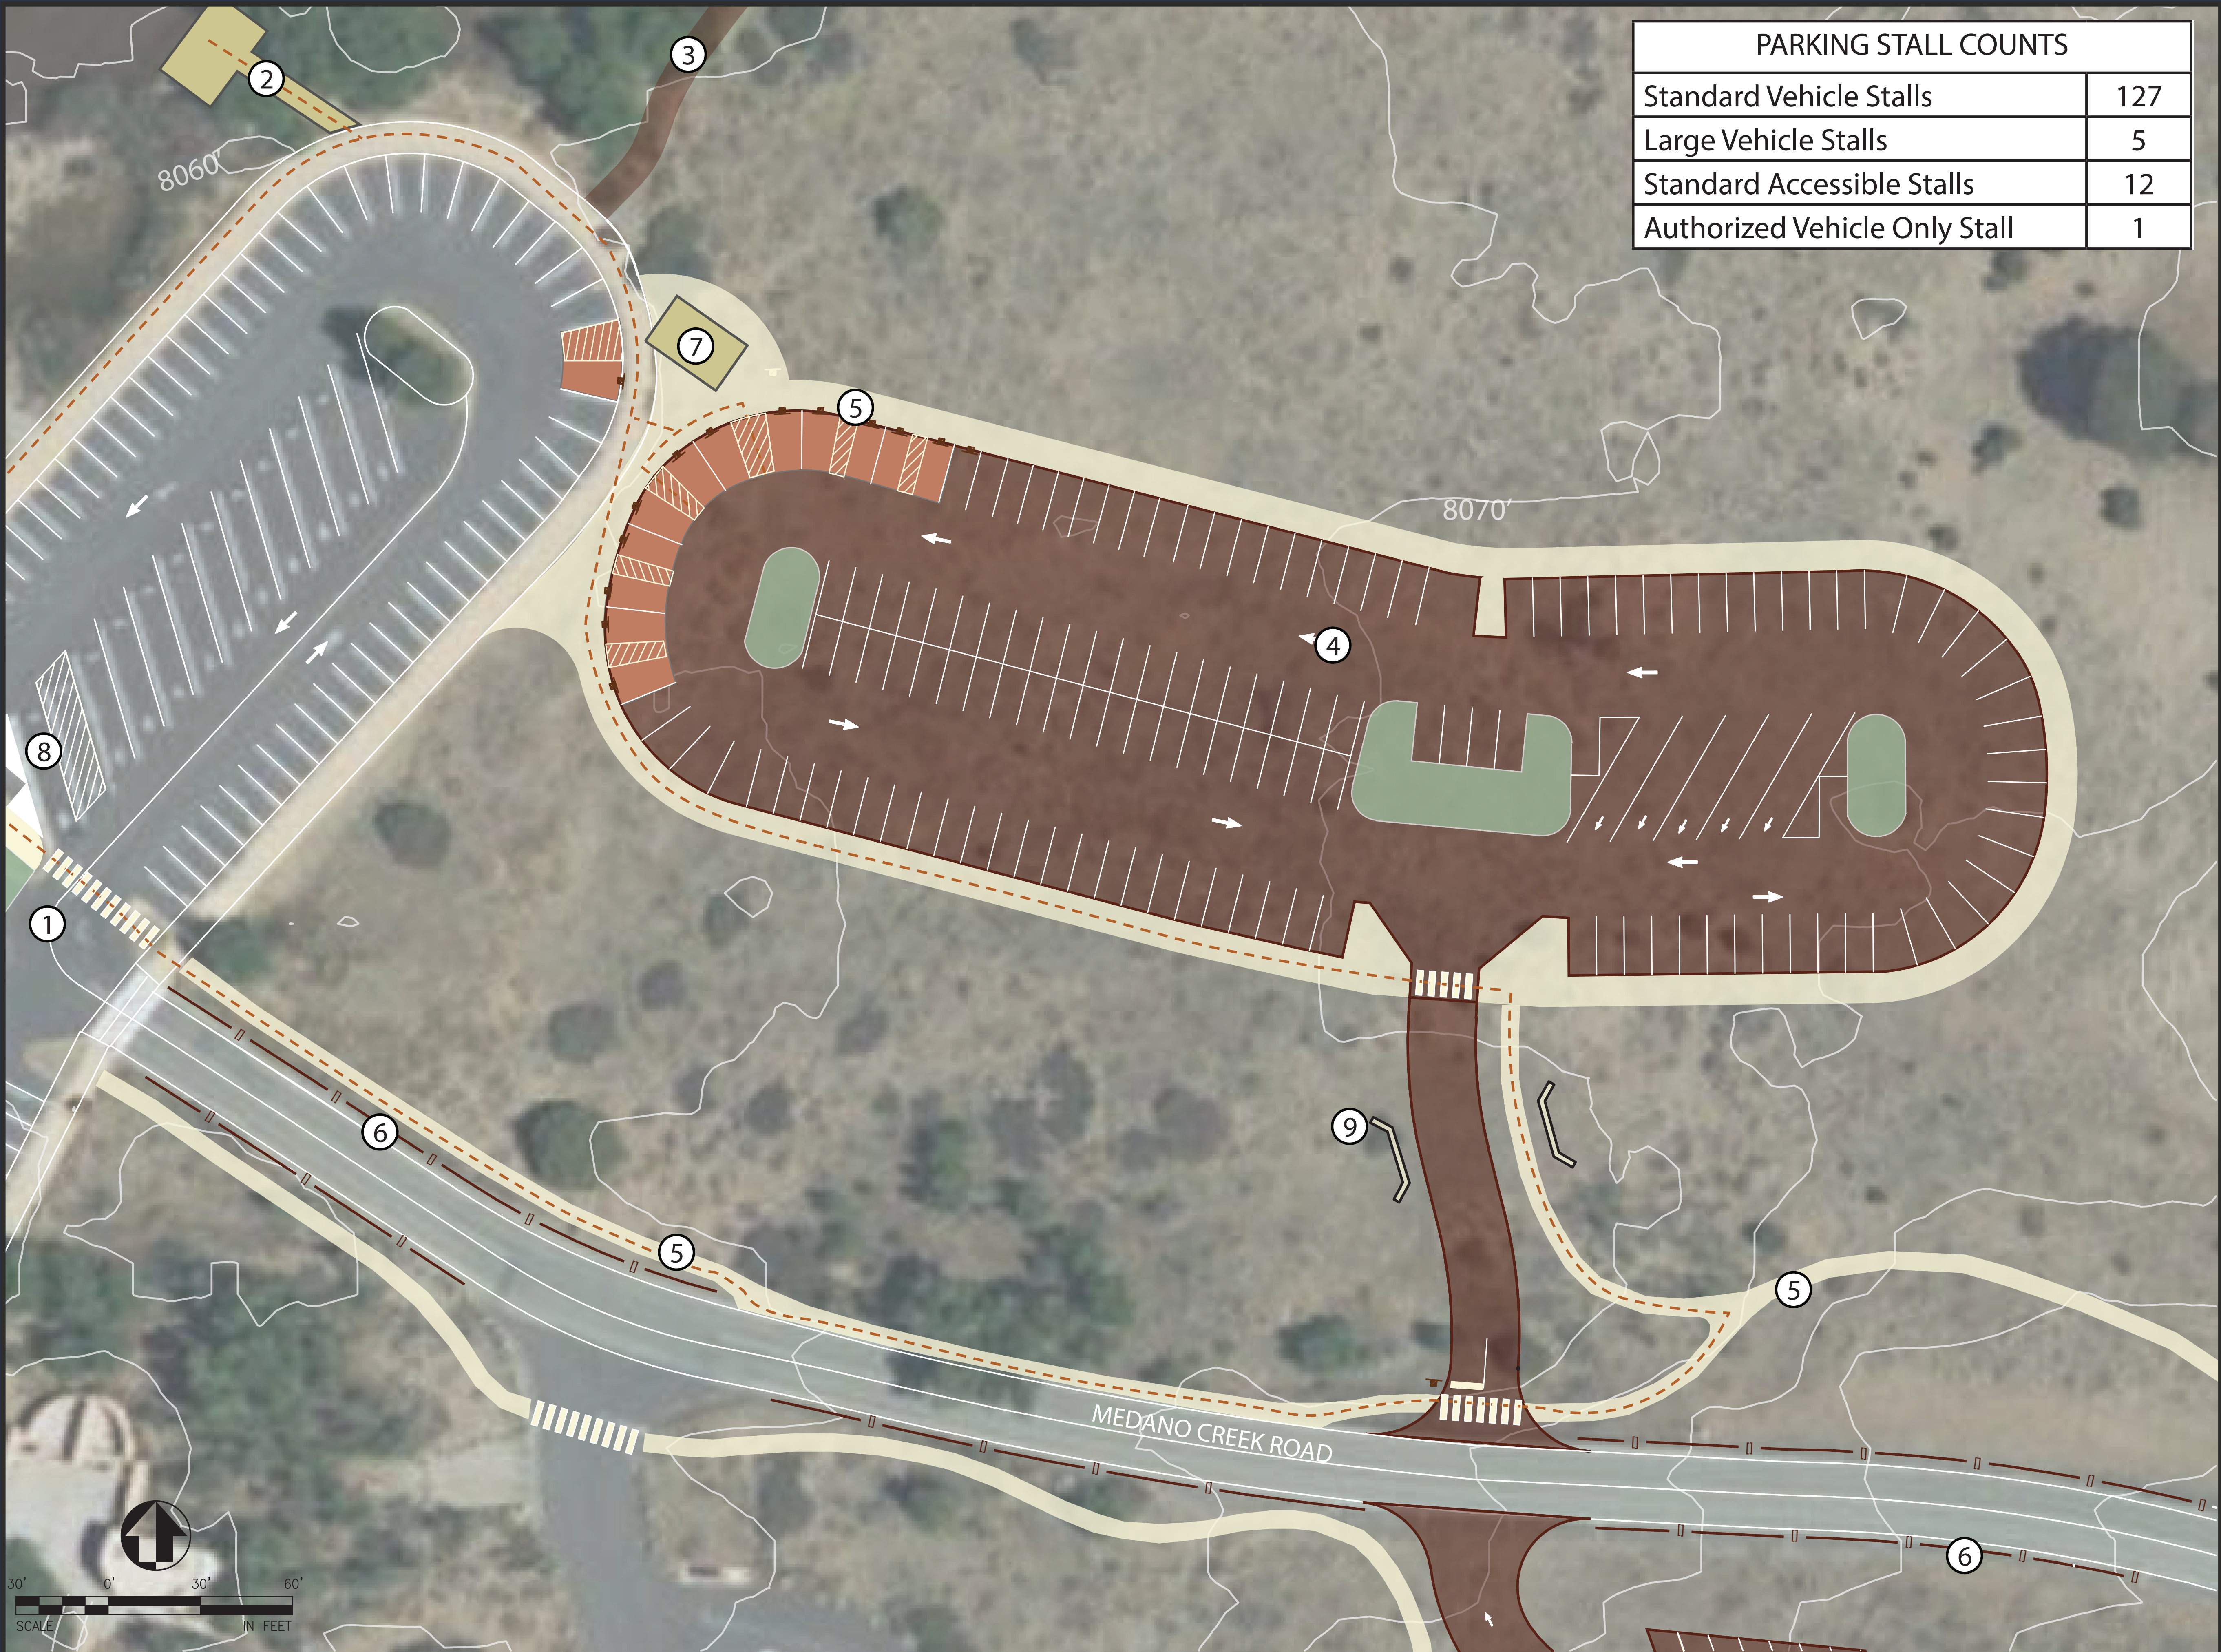 PARKING STALL COUNTS
Standard Vehicle Stalls 127
Large Vehicle Stalls 5
Standard Accessible Stalls 12
Authorized Vehicle Only Stall 1
3
2
8060'
7
5
8070'
4
8
1
9
6
5
5
MEDANO CREEK ROAD
6
30' 0' 30' 60'
SCALE IN FEET